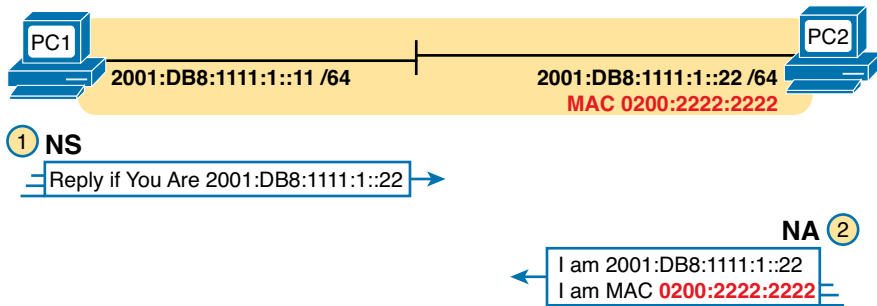 PC1
PC2
2001:DB8:1111:1::11 /64
2001:DB8:1111:1::22 /64
MAC 0200:2222:2222
1 NS
Reply if You Are 2001:DB8:1111:1::22
NA 2
I am 2001:DB8:1111:1::22
I am MAC 0200:2222:2222